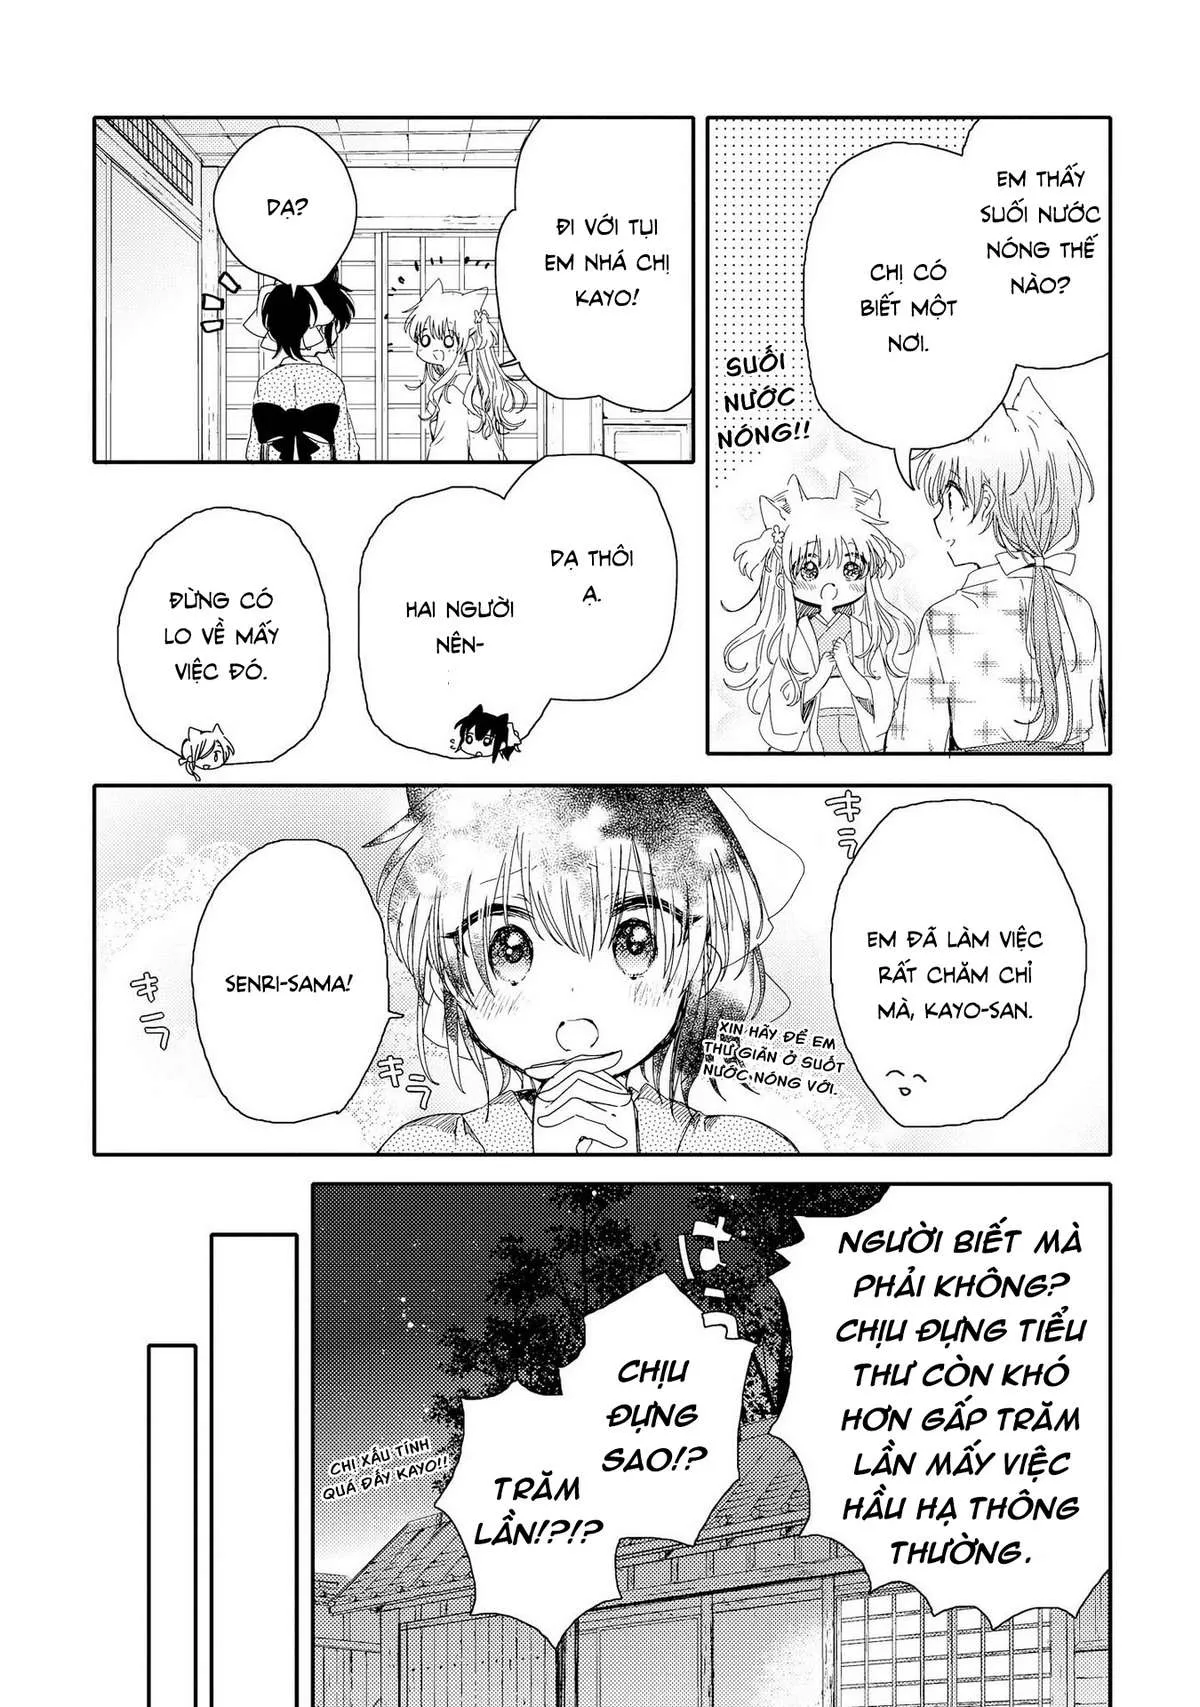 EM THẤY
SUỐI NƯỚC
NÓNG THẾ
NÀO?
CHỊ CÓ
BIẾT MỘT
NƠI.
SUỐI
NƯỚC
NÓNG!!
ĐI VỚI TỤI
EM NHÁ CHỊ
KAYO!
DẠ?
DẠ THÔI
Ạ.
HAI NGƯỜI
NÊN-
ĐỪNG CÓ
LO VỀ MẤY
VIỆC ĐÓ.
キラ
EM ĐÃ LÀM VIỆC
RẤT CHĂM CHỈ
MÀ, KAYO-SAN.
XIN HÃY ĐỂ EM
THƯ GIÃN Ở SUỐT
NƯỚC NÓNG VỚI.
SENRI-SAMA!
キラ
キラ
NGƯỜI BIẾT MÀ
PHẢI KHÔNG?
CHỊU ĐỰNG TIỂU
THƯ CÒN KHÓ
HƠN GẤP TRĂM
LẦN MẤY VIỆC
HẦU HẠ THÔNG
THƯỜNG.
はぅ
CHỊU
ĐỰNG
SAO!?
TRĂM
LẦN!?!?
CHỊ XẤU TÍNH
QUÁ ĐẤY KAYO!!